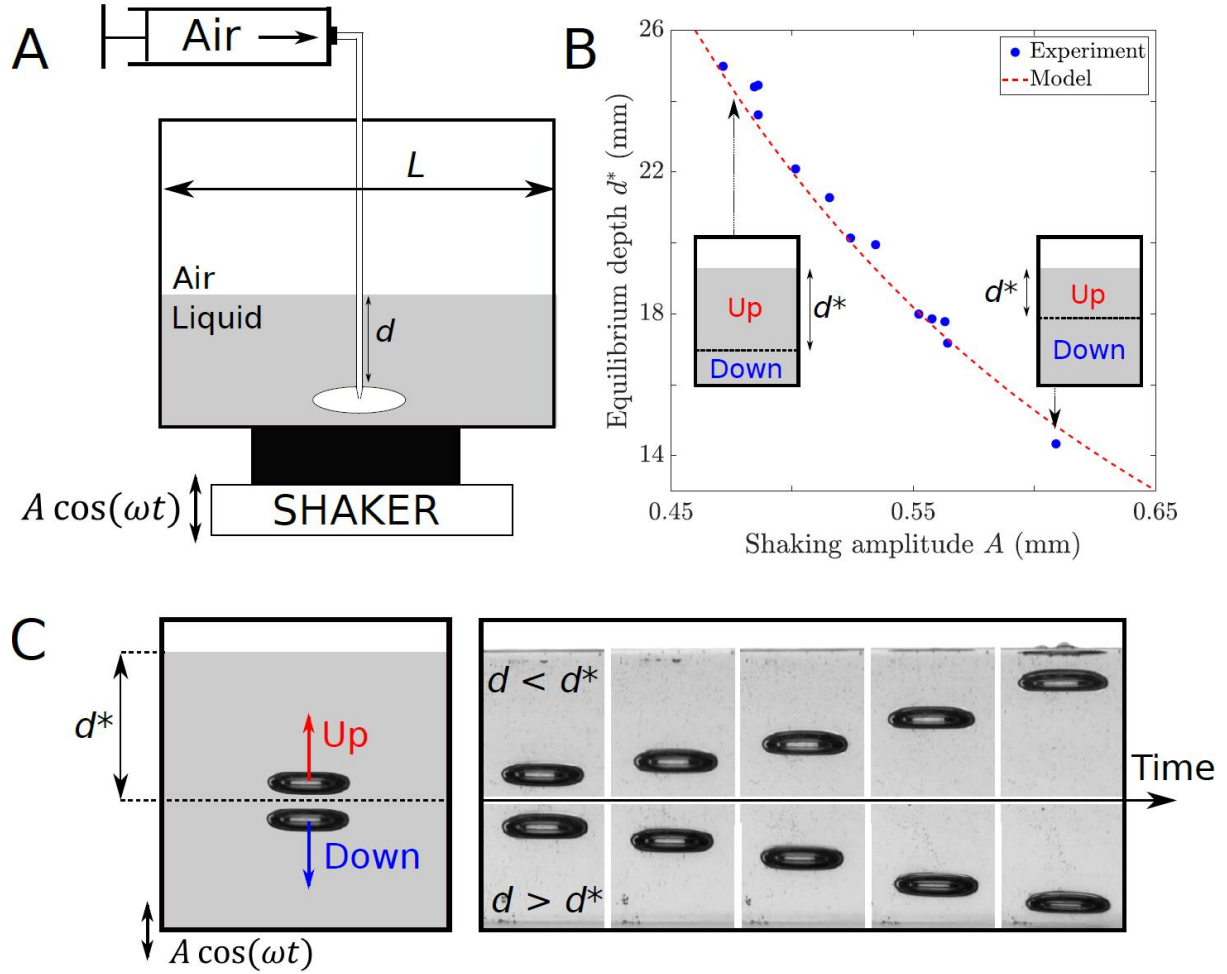 A
Air
L
Air
Liquid
d
A cos(ωt)
SHAKER
B
Equilibrium depth d* (mm)
26
22
18
14
Experiment
Model
Up
d*
Down
d*
Up
Down
0.45
0.55
0.65
Shaking amplitude A (mm)
C
d*
Up
Down
A cos(ωt)
d < d*
d > d*
Time